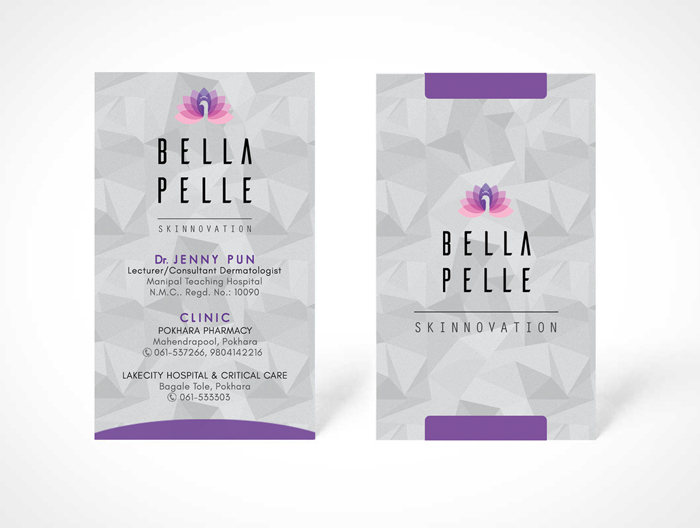 BELLA
PELLE
SKINNOVATION
Dr. JENNY PUN
Lecturer/Consultant Dermatologist
Manipal Teaching Hospital
N.M.C.. Regd. No.: 10090
CLINIC
POKHARA PHARMACY
Mahendrapool, Pokhara
061-537266, 9804142216
LAKECITY HOSPITAL & CRITICAL CARE
Bagale Tole, Pokhara
061-533303
BELLA
PELLE
SKINNOVATION